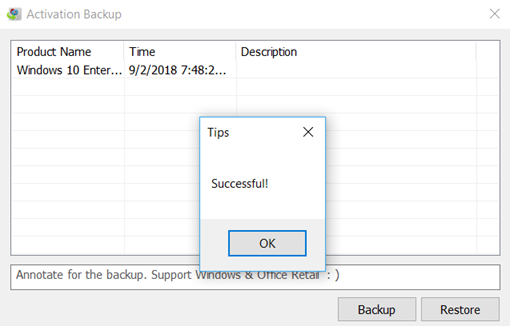 Activation Backup
Product Name Time Description
Windows 10 Enter... 9/2/2018 7:48:2...
Tips
Successful!
OK
Annotate for the backup. Support Windows & Office Retail : )
Backup Restore